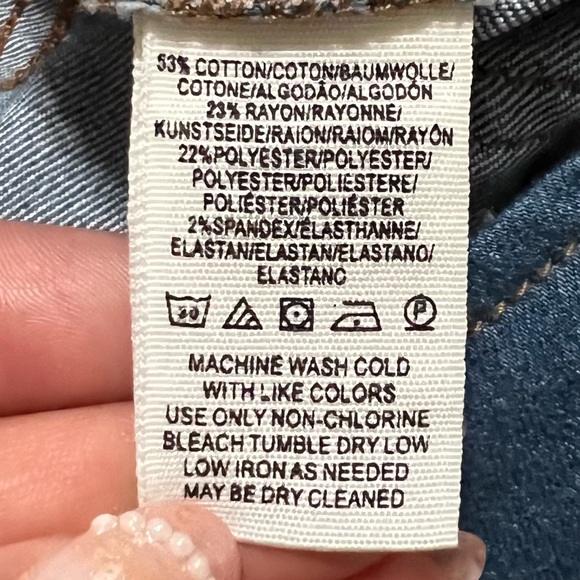 53% COTTON/COTON/BAUMWOLLE/
COTONE/ALGODÃO/ALGODÓN
23% RAYON/RAYONNE/
KUNSTSEIDE/RAION/RAIOM/RAYÓN
22%POLYESTER/POLYESTER/
POLYESTER/POLIESTERE/
POLIÉSTER/POLIÉSTER
2%SPANDEX/ÉLASTHANNE/
ELASTAN/ELASTAN/ELASTANO/
ELASTANO
30 P
MACHINE WASH COLD
WITH LIKE COLORS
USE ONLY NON-CHLORINE
BLEACH TUMBLE DRY LOW
LOW IRON AS NEEDED
MAY BE DRY CLEANED